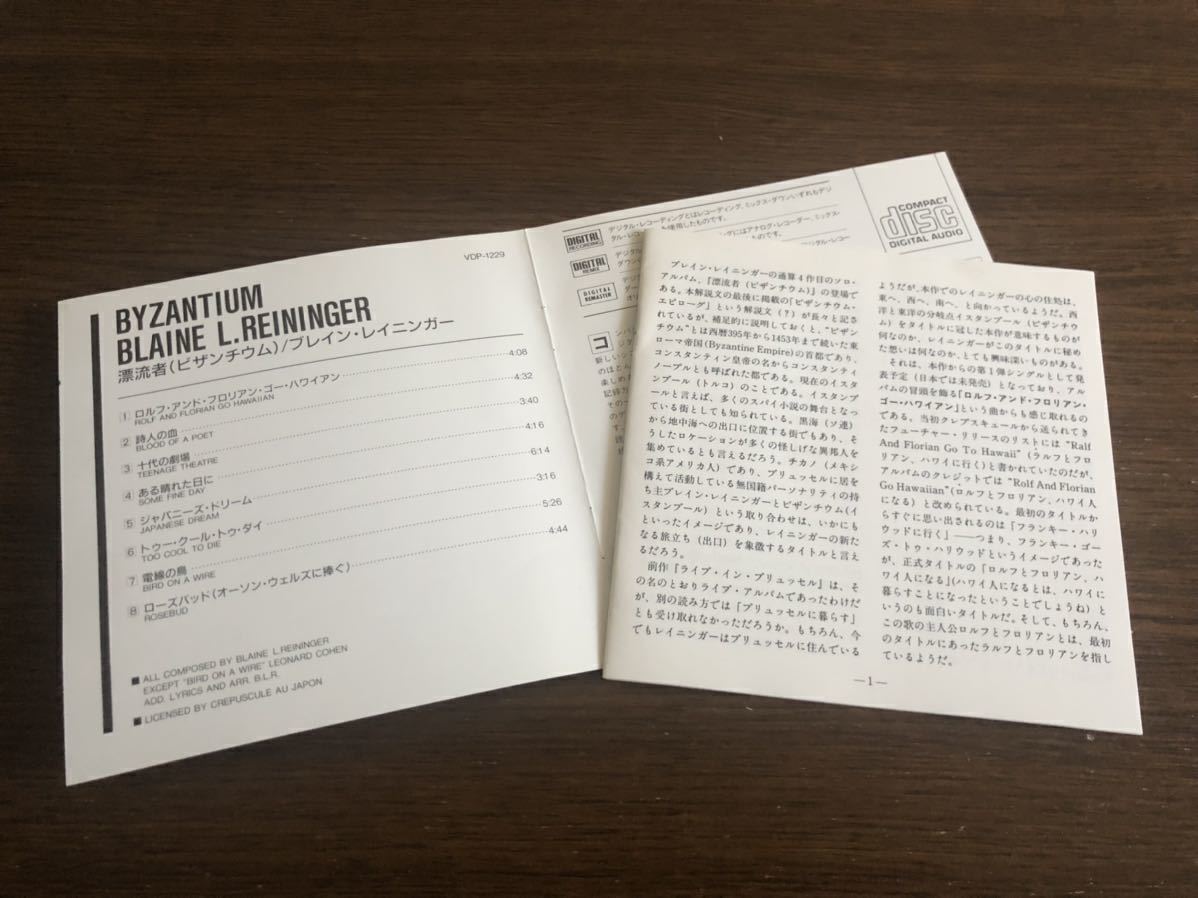 VDP-1229
BYZANTIUM
BLAINE L.REININGER
漂流者(ビザンチウム)/ブレイン・レイニンガー
1 ロルフ・アンド・フロリアン・ゴー・ハワイアン 4:08
ROLF AND FLORIAN GO HAWAIIAN
2 詩人の血 4:32
BLOOD OF A POET
3 十代の劇場 3:40
TEENAGE THEATRE
4 ある晴れた日に 4:16
SOME FINE DAY
5 ジャパニーズ・ドリーム 6:14
JAPANESE DREAM
6 トゥー・クール・トゥ・ダイ 3:16
TOO COOL TO DIE
7 電線の鳥 5:26
BIRD ON A WIRE
8 ローズバッド(オーソン・ウェルズに捧ぐ) 4:44
ROSEBUD
■ ALL COMPOSED BY BLAINE L.REININGER
EXCEPT "BIRD ON A WIRE" LEONARD COHEN
ADD. LYRICS AND ARR. B.L.R.
■ LICENSED BY CREPUSCULE AU JAPON
DIGITAL RECORDING
デジタル・レコーディングとはレコーディング、ミックス・ダウンいずれもデジ
タル・レコ
を使用したものです。
DIGITAL REMIX
DIGITAL REMASTER
COMPACT
disc
DIGITAL AUDIO
ブレイン・レイニンガーの通算4作目のソロ・
アルバム、『漂流者(ビザンチウム)』の登場で
ある。本解説文の最後に掲載の「ビザンチウム・
エピローグ」という解説文(?)が長々と記さ
れているが、補足的に説明しておくと、"ビザン
チウム"とは西暦395年から1453年まで続いた東
ローマ帝国(Byzantine Empire)の首都であり、
コンスタンティン皇帝の名からコンスタンティ
ノープルとも呼ばれた都である。現在のイスタ
ンブール(トルコ)のことである。イスタンブ
ールと言えば、多くのスパイ小説の舞台となっ
ている街としても知られている。黒海(ソ連)
から地中海への出口に位置する街でもあり、そ
うしたロケーションが多くの怪しげな異邦人を
集めているとも言えるだろう。チカノ(メキシ
コ系アメリカ人)であり、ブリュッセルに居を
構えて活動している無国籍パーソナリティの持
ち主ブレイン・レイニンガーとビザンチウム(イ
スタンブール)という取り合わせは、いかにも
といったイメージであり、レイニンガーの新た
なる旅立ち(出口)を象徴するタイトルと言え
るだろう。
前作『ライブ・イン・ブリュッセル』は、そ
の名のとおりライブ・アルバムであったわけだ
が、別の読み方では「ブリュッセルに暮らす」
とも受け取れなかっただろうか。もちろん、今
でもレイニンガーはブリュッセルに住んでいる
ようだが、本作でのレイニンガーの心の住処は、
東へ、西へ、南へ、と向かっているようだ。西
洋と東洋の分岐点イスタンブール(ビザンチウ
ム)をタイトルに冠した本作が意味するものが
何なのか、レイニンガーがこのタイトルに秘め
た想いは何なのか、とても興味深いものがある。
それは、本作からの第1弾シングルとして発
表予定(日本では未発売)となっており、アル
バムの冒頭を飾る「ロルフ・アンド・フロリアン・
ゴー・ハワイアン」という曲からも感じ取れるの
である。当初クレプスキュールから送られてき
たフューチャー・リリースのリストには "Ralf
And Florian Go To Hawaii"(ラルフとフロ
リアン、ハワイに行く)と書かれていたのだが、
アルバムのクレジットでは "Rolf And Florian
Go Hawaiian"(ロルフとフロリアン、ハワイ人
になる)と改められている。最初のタイトルか
らすぐに思い出されるのは「フランキー・ハリ
ウッドに行く」――つまり、フランキー・ゴー
ズ・トゥ・ハリウッドというイメージであった
が、正式タイトルの「ロルフとフロリアン、ハ
ワイ人になる」(ハワイ人になるとは、ハワイに
暮らすことになったということでしょうね)と
いうのも面白いタイトルだ。そして、もちろん、
この歌の主人公ロルフとフロリアンとは、最初
のタイトルにあったラルフとフロリアンを指し
ているようだ。
—1—